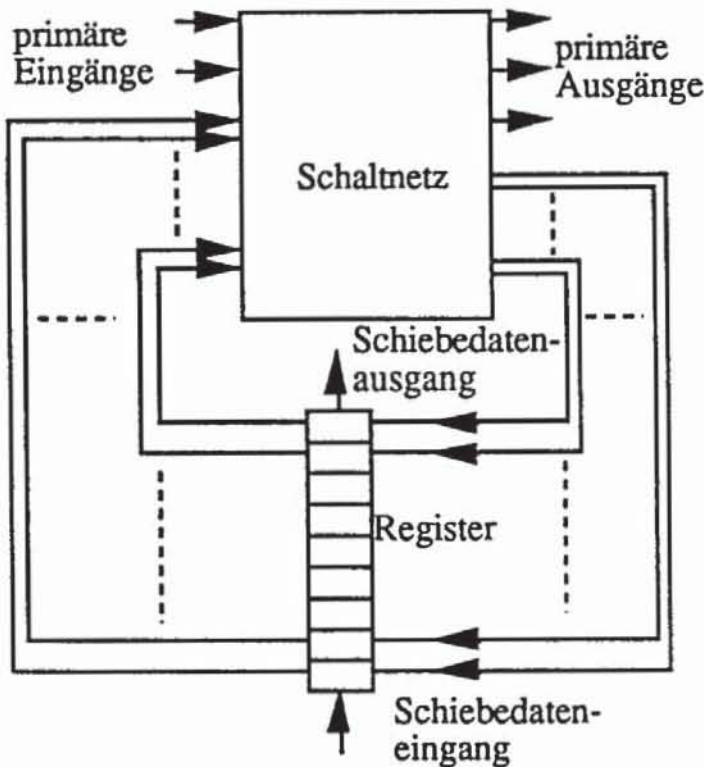 primäre
Eingänge
primäre
Ausgänge
Schaltnetz
Schiebedaten-
ausgang
Register
Schiebedaten-
eingang